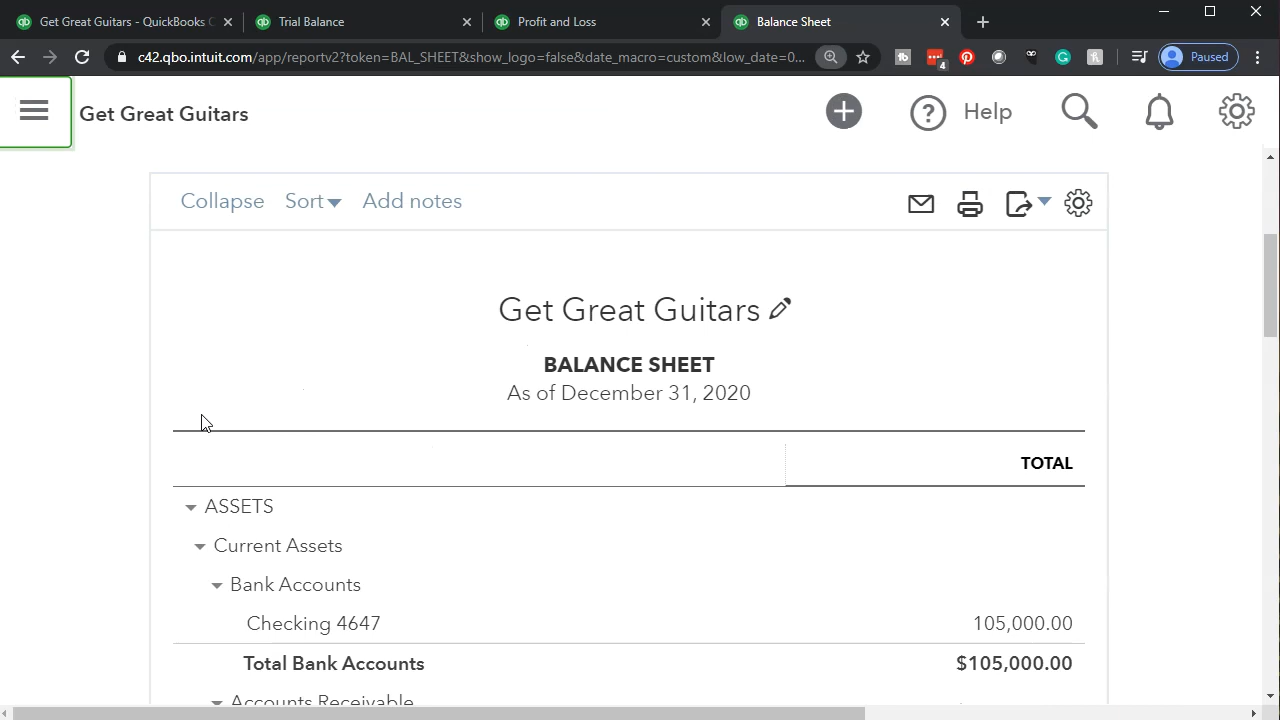 Get Great Guitars - QuickBooks C
Trial Balance
Profit and Loss
Balance Sheet
c42.qbo.intuit.com/app/reportv2?token=BAL_SHEET&show_logo=false&date_macro=custom&low_date=0...
4
Paused
Get Great Guitars
Help
Collapse Sort Add notes
Get Great Guitars
BALANCE SHEET
As of December 31, 2020
TOTAL
ASSETS
Current Assets
Bank Accounts
Checking 4647 105,000.00
Total Bank Accounts $105,000.00
Accounts Receivable